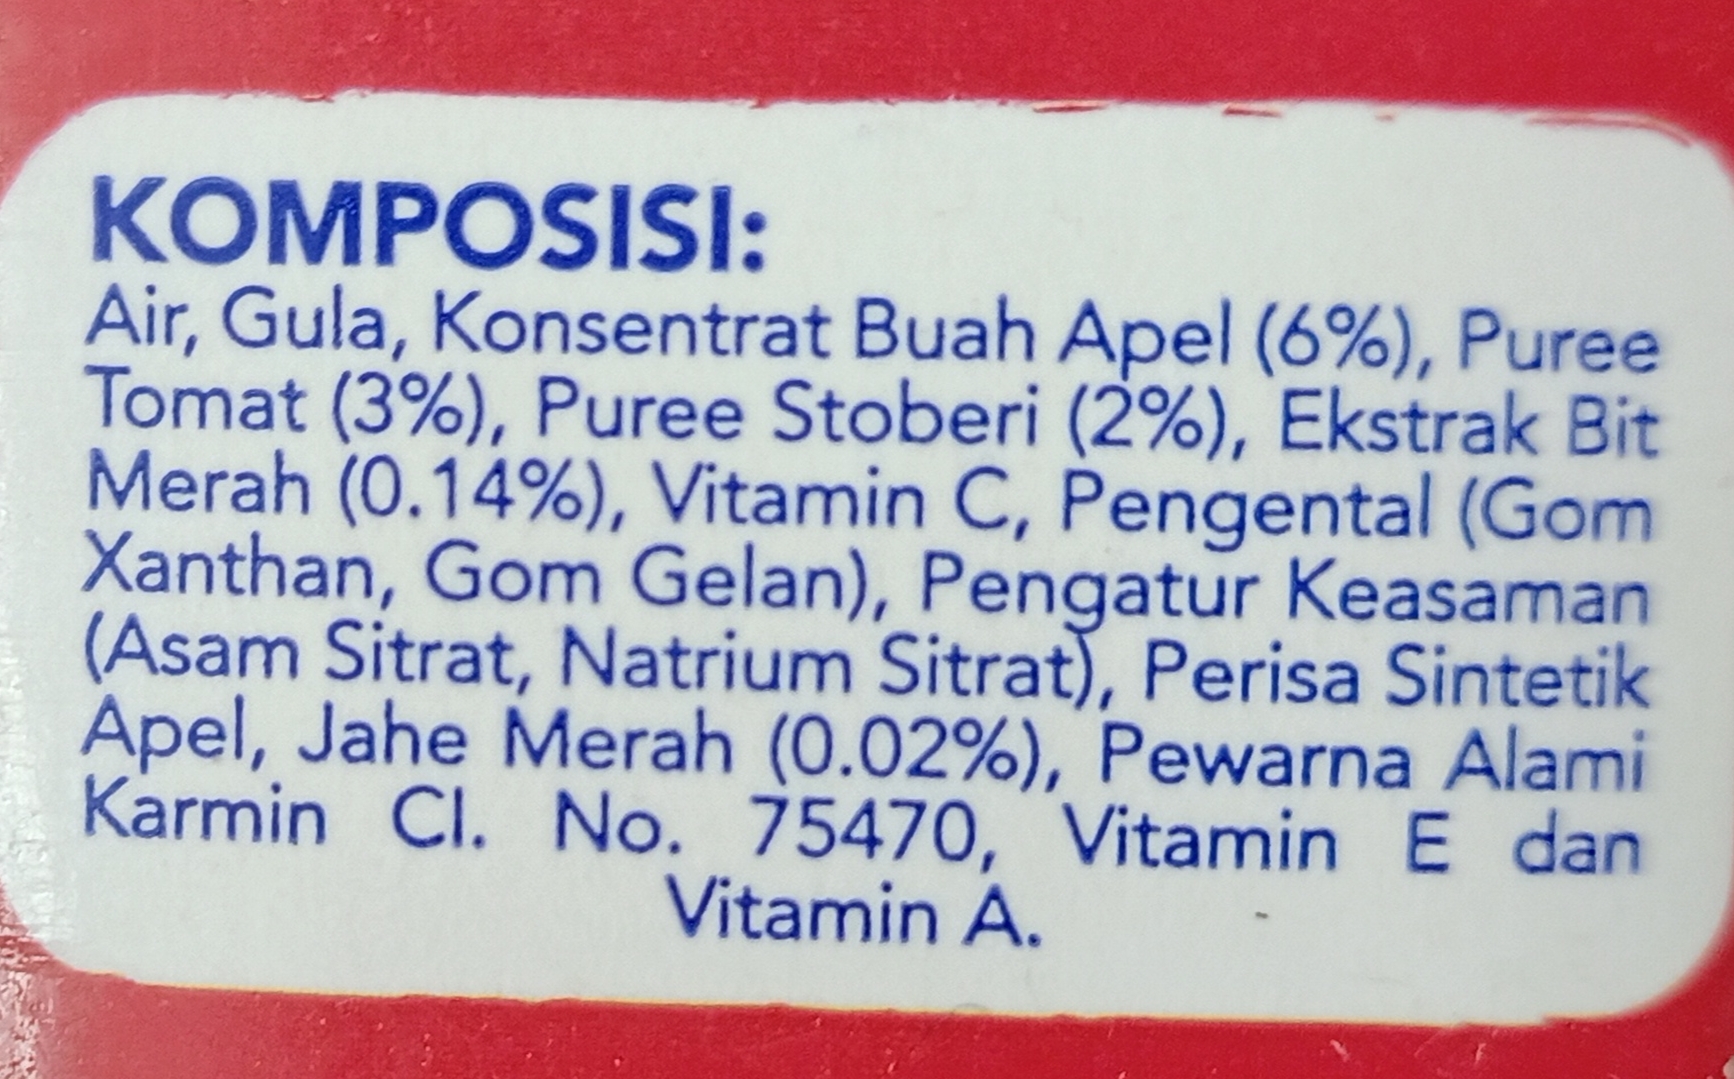 KOMPOSISI:
Air, Gula, Konsentrat Buah Apel (6%), Puree
Tomat (3%), Puree Stoberi (2%), Ekstrak Bit
Merah (0.14%), Vitamin C, Pengental (Gom
Xanthan, Gom Gelan), Pengatur Keasaman
(Asam Sitrat, Natrium Sitrat), Perisa Sintetik
Apel, Jahe Merah (0.02%), Pewarna Alami
Karmin Cl. No. 75470, Vitamin E dan
Vitamin A.